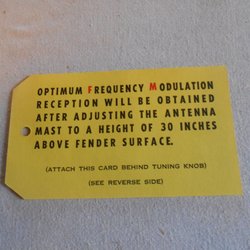 OPTIMUM FREQUENCY MODULATION
RECEPTION WILL BE OBTAINED
AFTER ADJUSTING THE ANTENNA
MAST TO A HEIGHT OF 30 INCHES
ABOVE FENDER SURFACE.
(ATTACH THIS CARD BEHIND TUNING KNOB)
(SEE REVERSE SIDE)